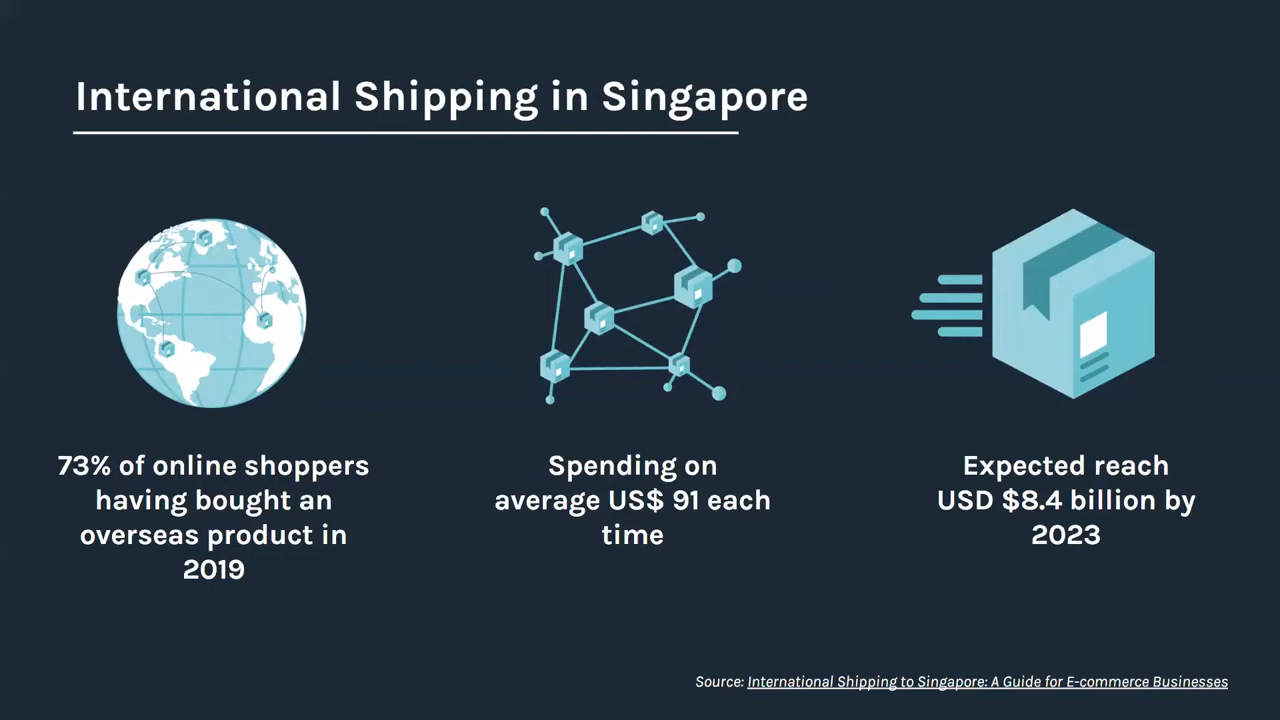 International Shipping in Singapore
73% of online shoppers
having bought an
overseas product in
2019
Spending on
average US$ 91 each
time
Expected reach
USD $8.4 billion by
2023
Source: International Shipping to Singapore: A Guide for E-commerce Businesses